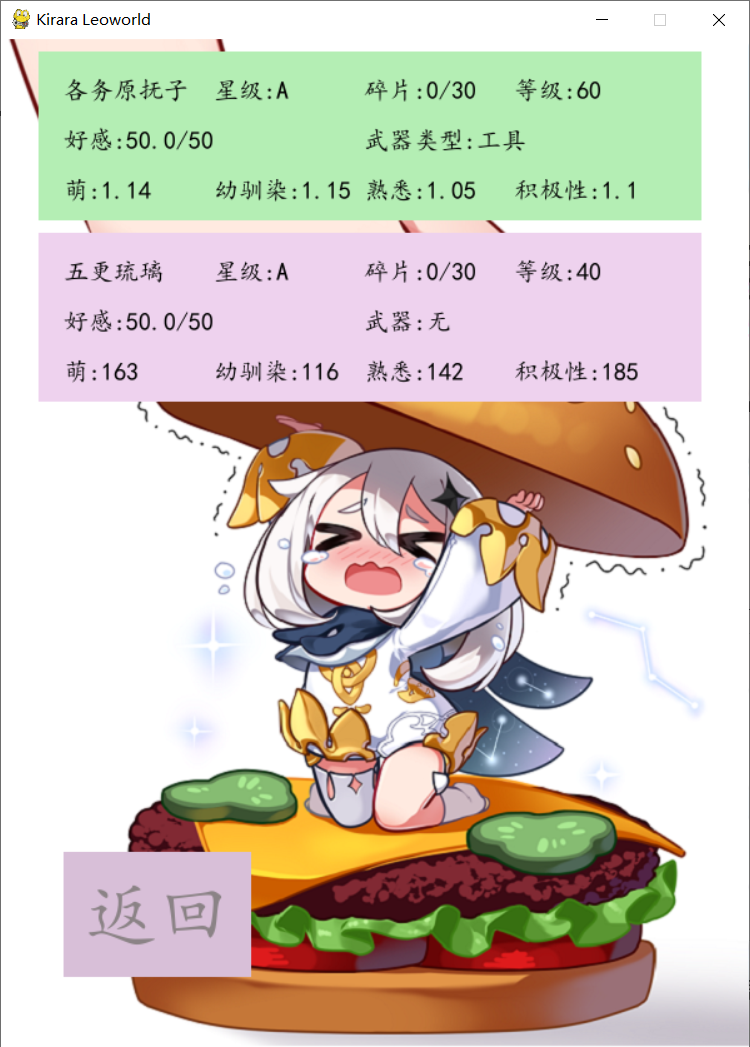 Kirara Leoworld
各务原抚子 星级:A 碎片:0/30 等级:60
好感:50.0/50 武器类型:工具
萌:1.14 幼驯染:1.15 熟悉:1.05 积极性:1.1
五更琉璃 星级:A 碎片:0/30 等级:40
好感:50.0/50 武器:无
萌:163 幼驯染:116 熟悉:142 积极性:185
返回